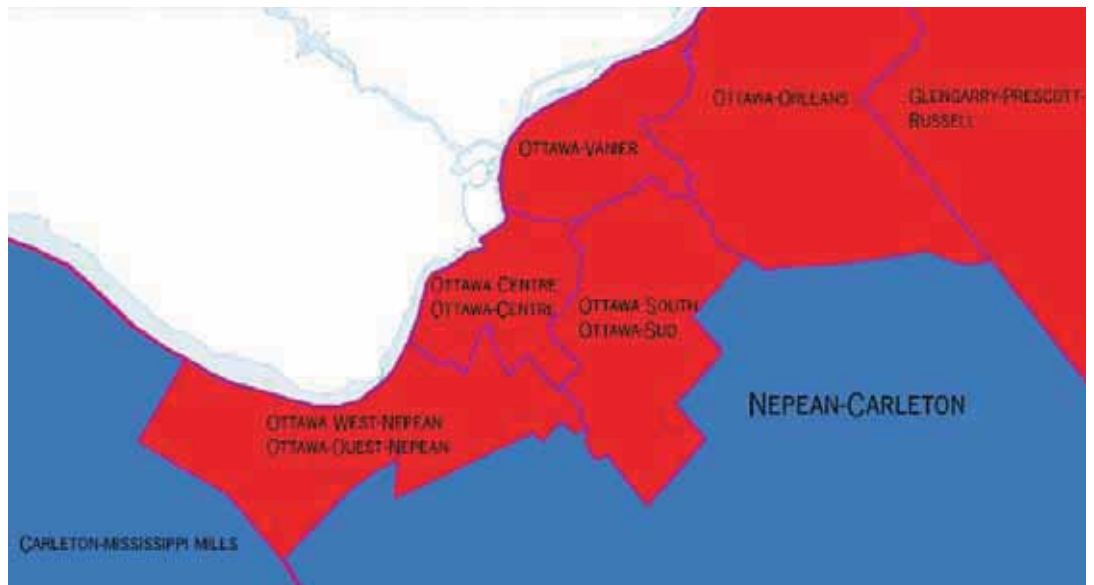 OTTAWA-ORLÉANS
GLENGARRY-PRESCOTT-
RUSSELL
OTTAWA-VANIER
OTTAWA CENTRE
OTTAWA-CENTRE
OTTAWA SOUTH
OTTAWA-SUD
NEPEAN-CARLETON
OTTAWA WEST-NEPEAN
OTTAWA-OUEST-NEPEAN
CARLETON-MISSISSIPPI MILLS